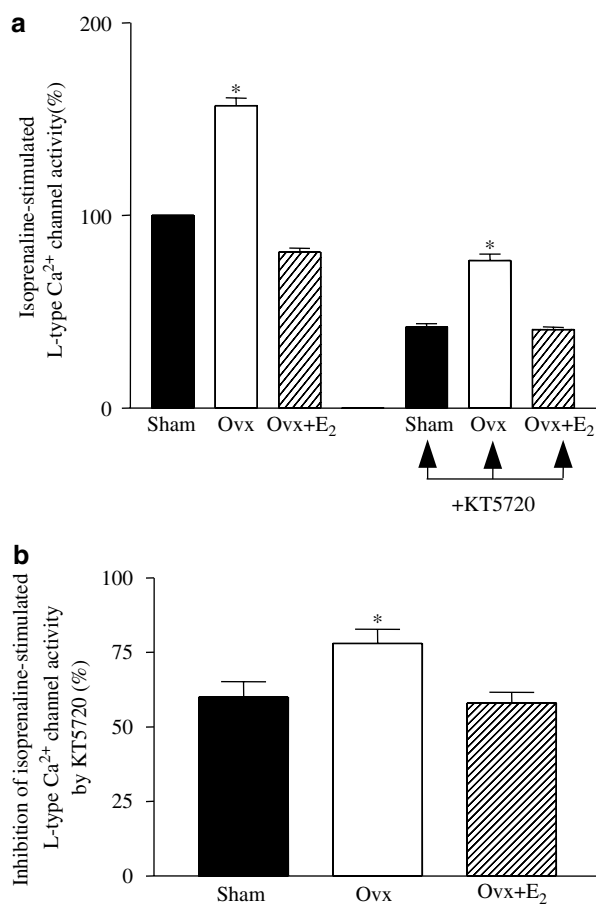 a
Isoprenaline-stimulated
L-type Ca²⁺ channel activity(%)
200
100
0
*
*
Sham Ovx Ovx+E₂ Sham Ovx Ovx+E₂
+KT5720
b
Inhibition of isoprenaline-stimulated
L-type Ca²⁺ channel activity
by KT5720 (%)
100
75
50
25
0
*
Sham Ovx Ovx+E₂